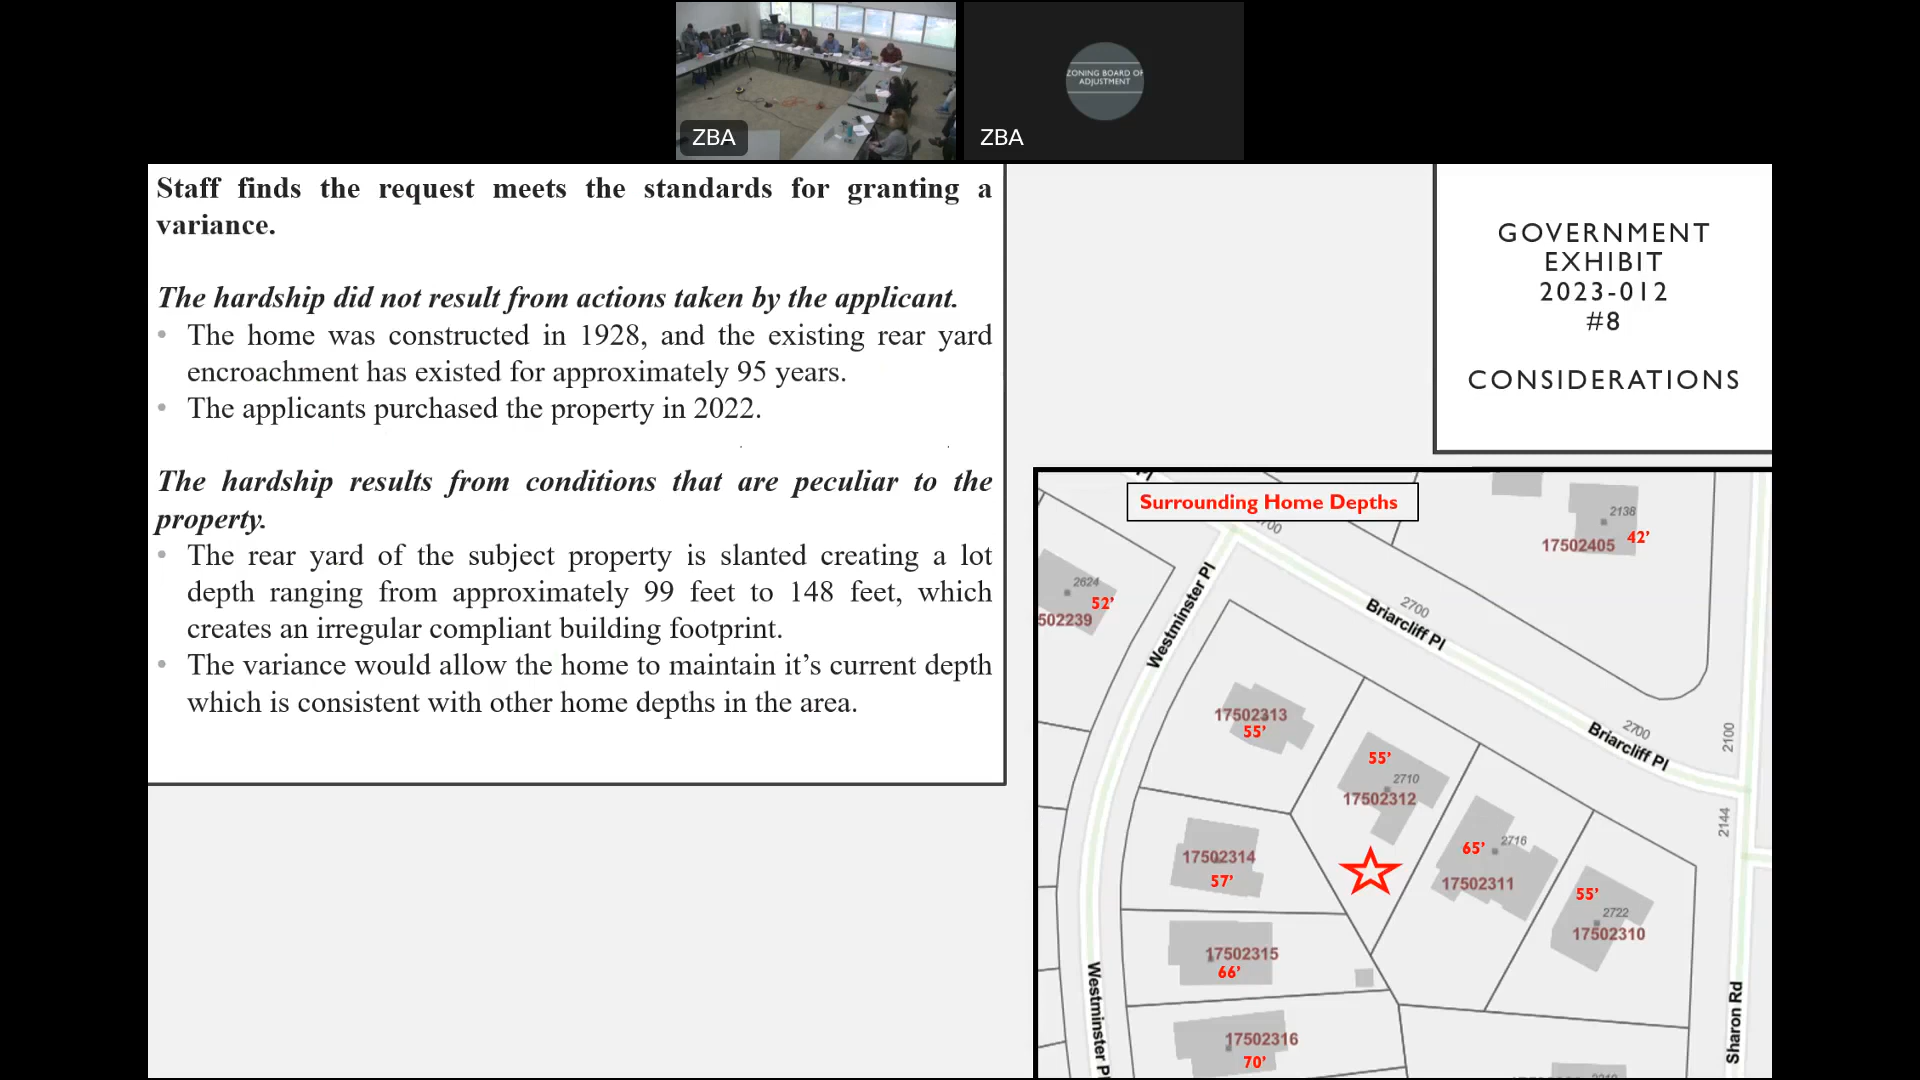 ZBA
ZONING BOARD OF
ADJUSTMENT
ZBA
Staff finds the request meets the standards for granting a
variance.
The hardship did not result from actions taken by the applicant.
• The home was constructed in 1928, and the existing rear yard
encroachment has existed for approximately 95 years.
• The applicants purchased the property in 2022.
The hardship results from conditions that are peculiar to the
property.
• The rear yard of the subject property is slanted creating a lot
depth ranging from approximately 99 feet to 148 feet, which
creates an irregular compliant building footprint.
• The variance would allow the home to maintain it’s current depth
which is consistent with other home depths in the area.
GOVERNMENT
EXHIBIT
2023-012
#8
CONSIDERATIONS
Surrounding Home Depths
2138
17502405 42’
2624
52’
502239
Westminster Pl
2700
Briarcliff Pl
2700
Briarcliff Pl
2100
2144
17502313
55’
55’
2710
17502312
65’ 2716
17502311
55’
2722
17502310
17502314
57’
17502315
66’
17502316
70’
Westminster Pl
Sharon Rd